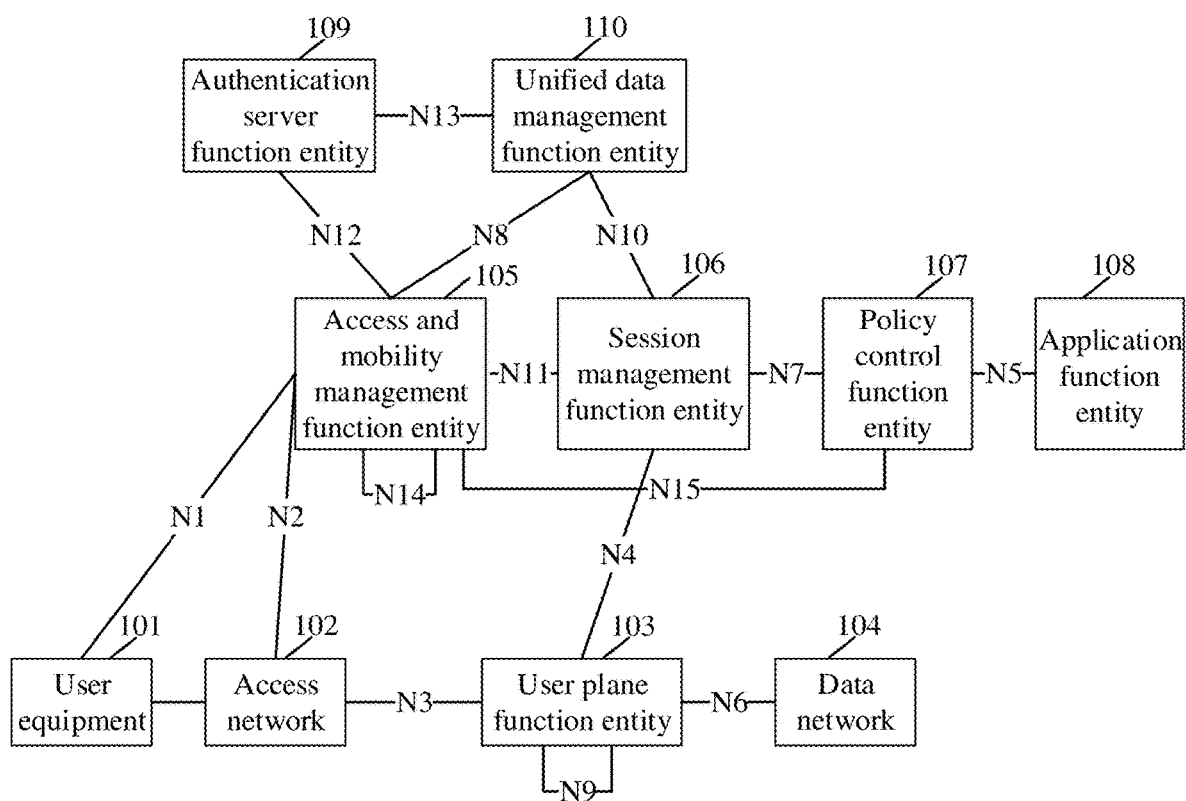 109
110
Authentication
server
function entity
N13
Unified data
management
function entity
N12
N8
N10
105
106
107
108
Access and
mobility
management
function entity
N11
Session
management
function entity
N7
Policy
control
function
entity
N5
Application
function
entity
N14
N15
N1
N2
N4
101
102
103
104
User
equipment
Access
network
N3
User plane
function entity
N6
Data
network
N9